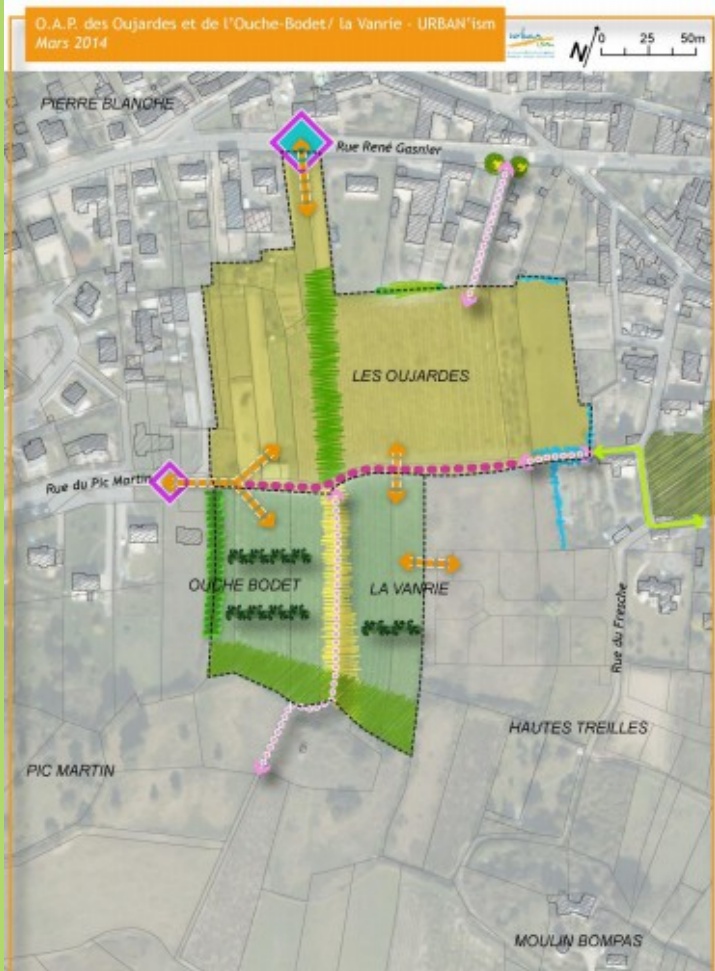 O.A.P. des Oujardes et de l'Ouche-Bodet/ la Vanrie - URBAN'ism
Mars 2014
urban
ism
N
0 25 50m
PIERRE BLANCHE
Rue René Gasnier
LES OUJARDES
Rue du Pic Martin
OUCHE BODET
LA VANRIE
Rue du Fresche
HAUTES TREILLES
PIC MARTIN
MOULIN BOMPAS